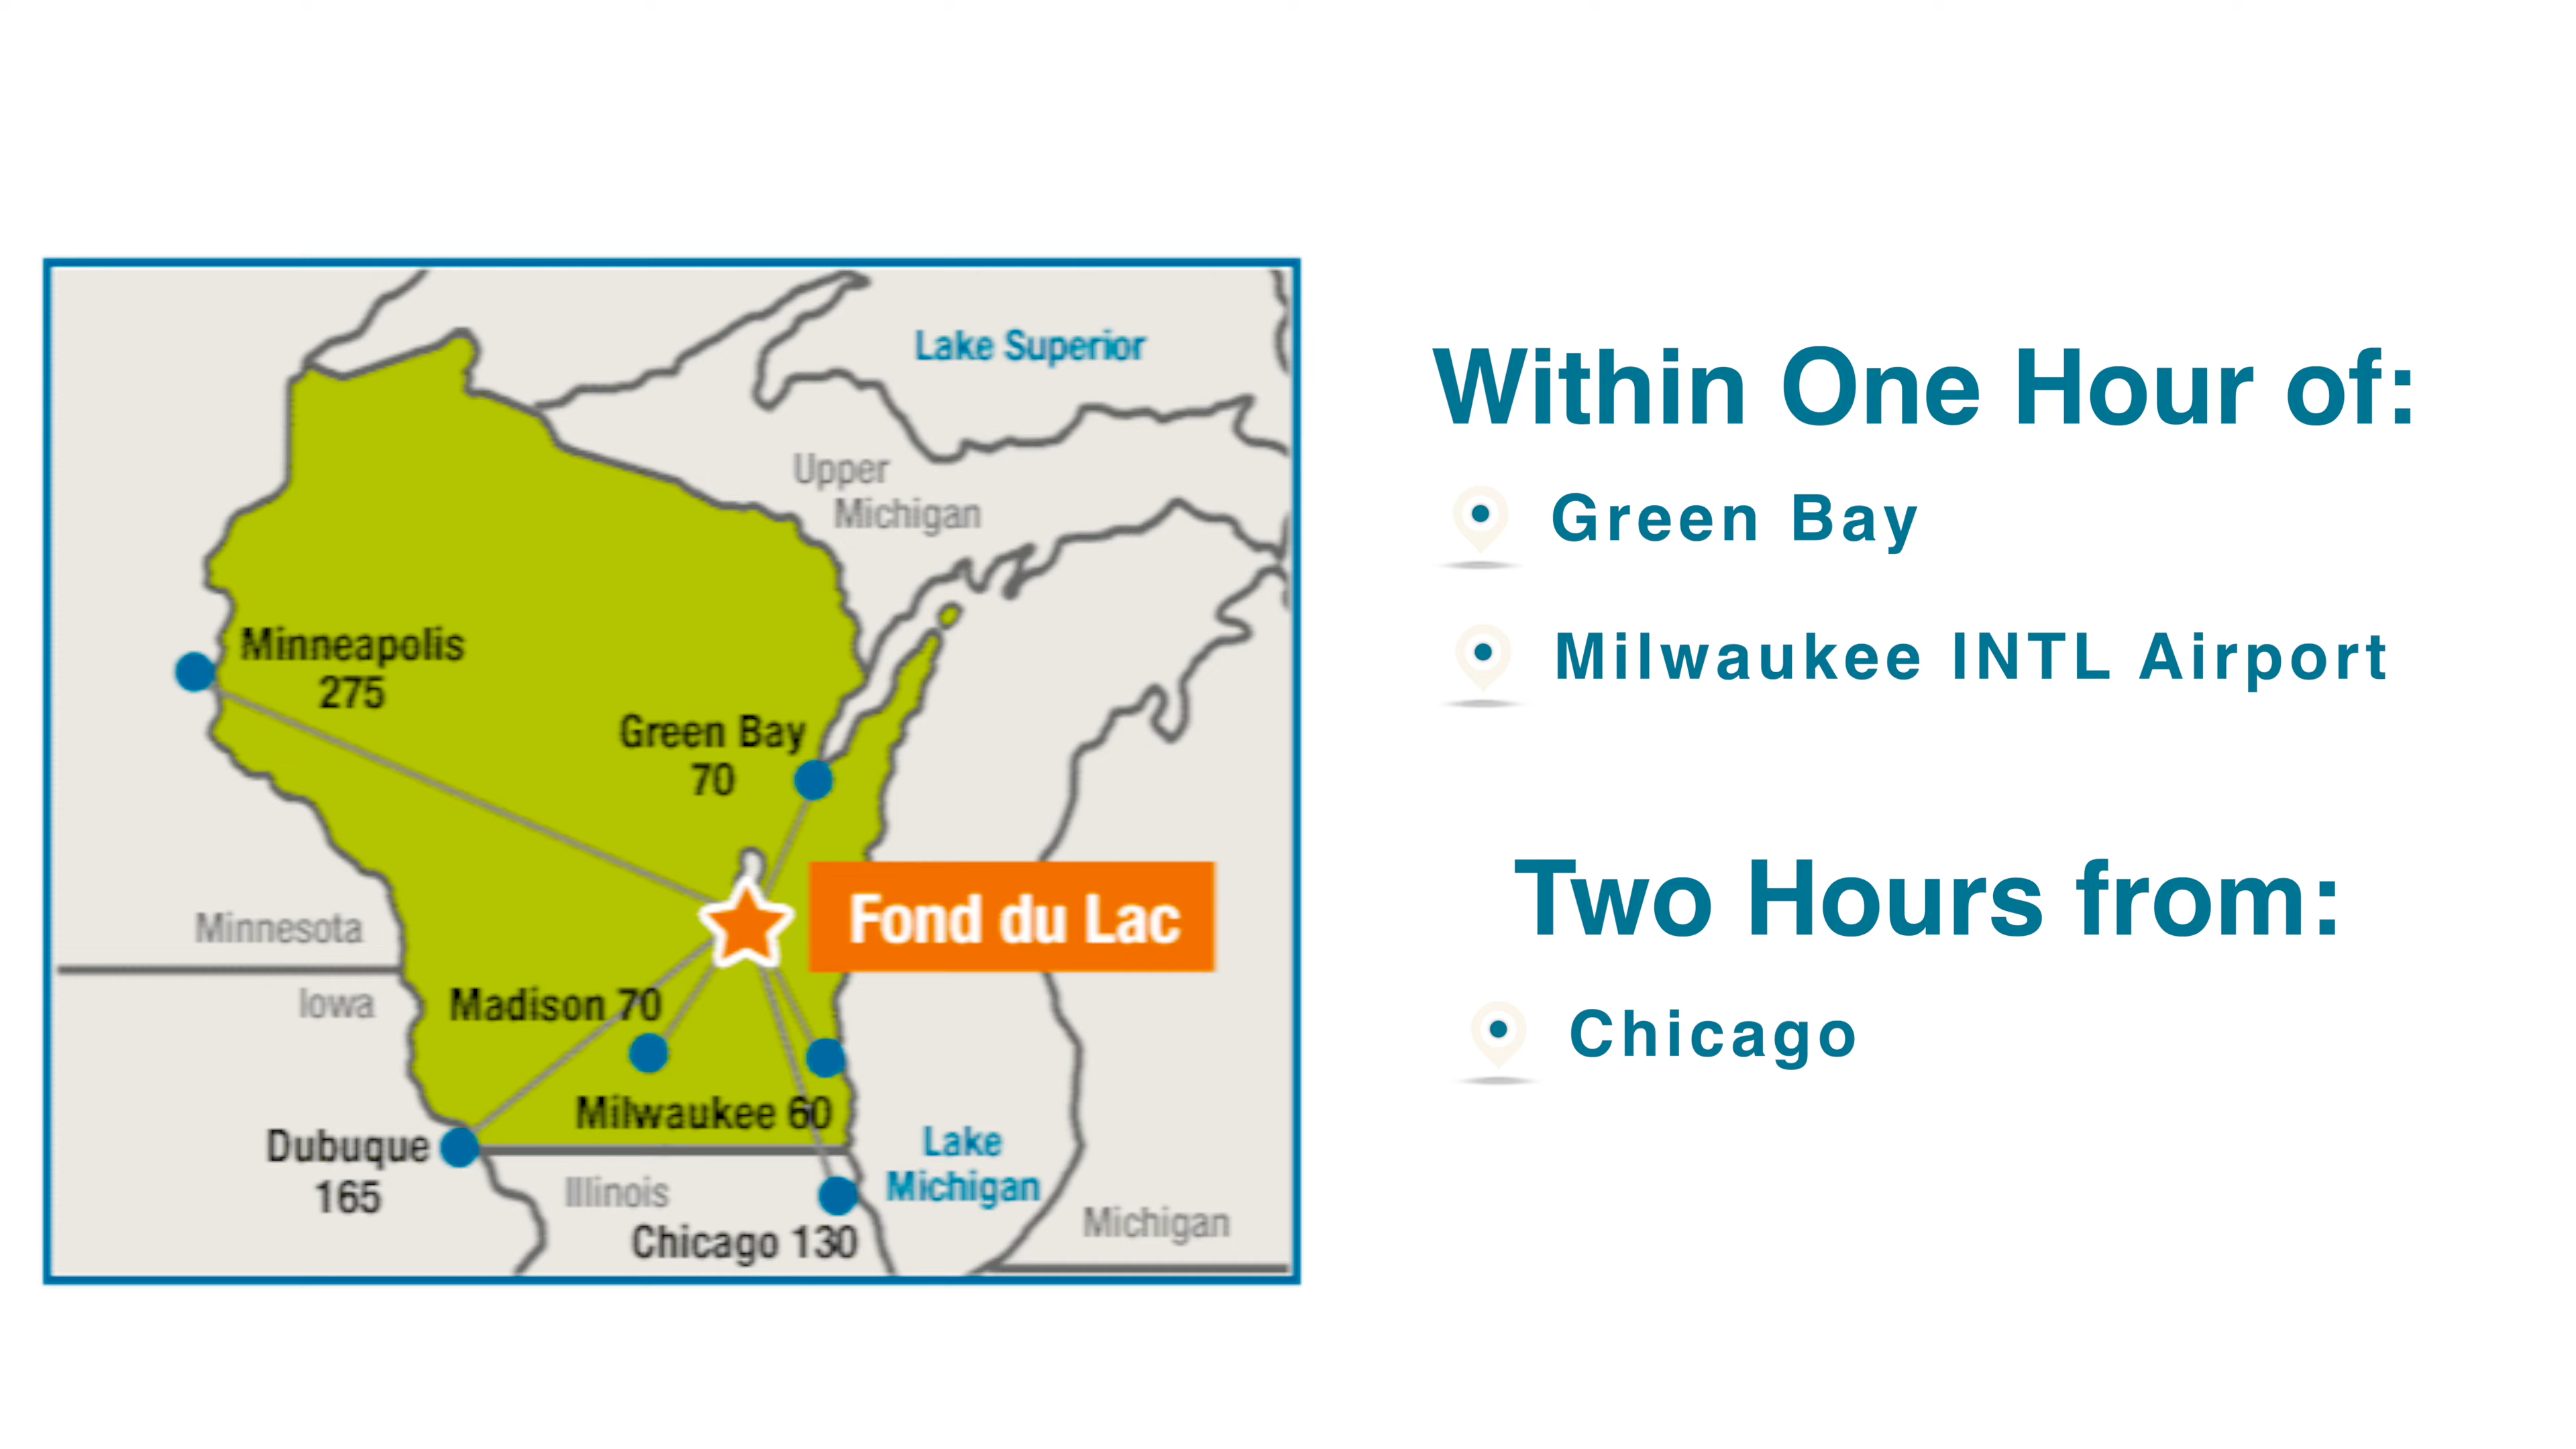 Lake Superior
Upper
Michigan
Minneapolis
275
Green Bay
70
Fond du Lac
Minnesota
Iowa
Madison 70
Milwaukee 60
Dubuque
165
Illinois
Chicago 130
Lake
Michigan
Michigan
Within One Hour of:
Green Bay
Milwaukee INTL Airport
Two Hours from:
Chicago